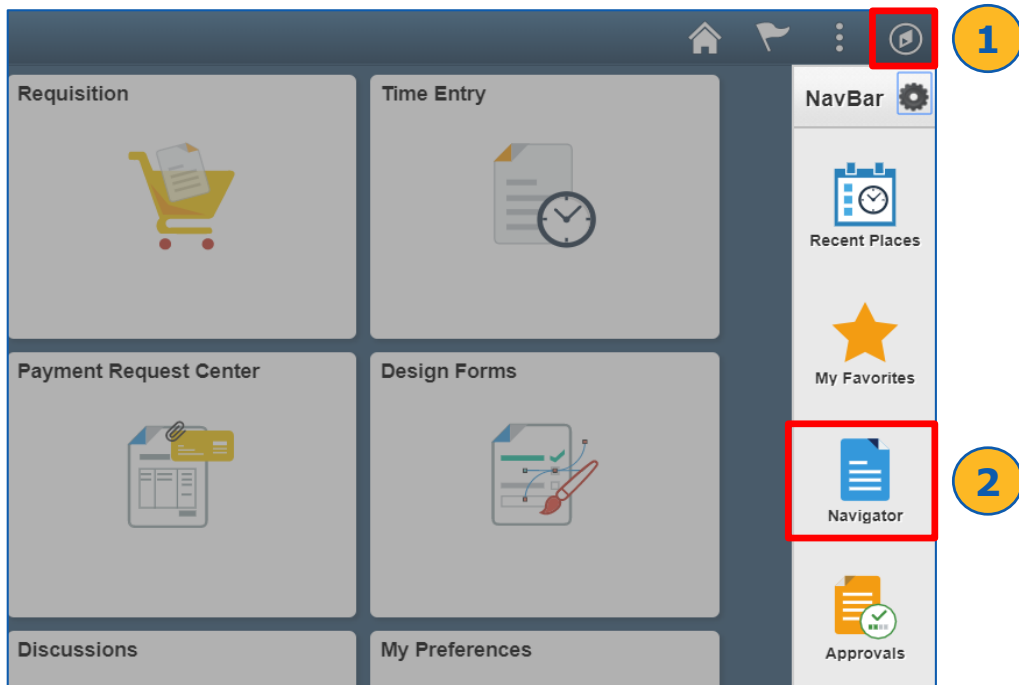 1
Requisition
Time Entry
NavBar
Recent Places
My Favorites
Payment Request Center
Design Forms
2
Navigator
Discussions
My Preferences
Approvals